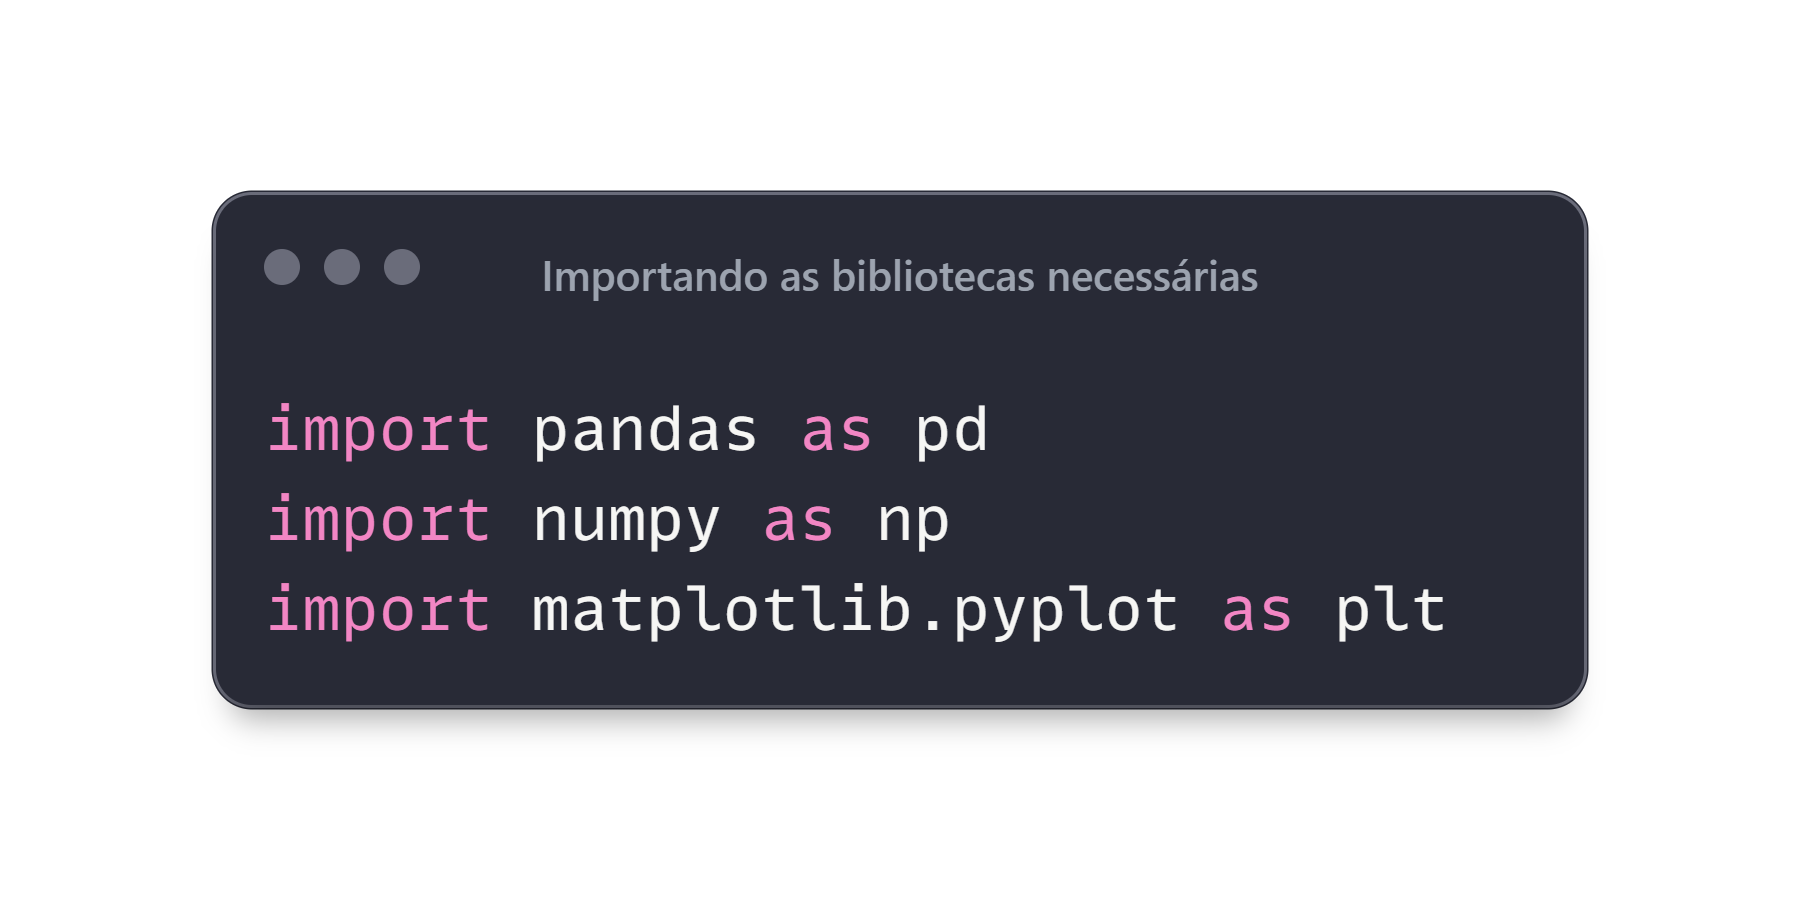 Importando as bibliotecas necessárias
import pandas as pd
import numpy as np
import matplotlib.pyplot as plt